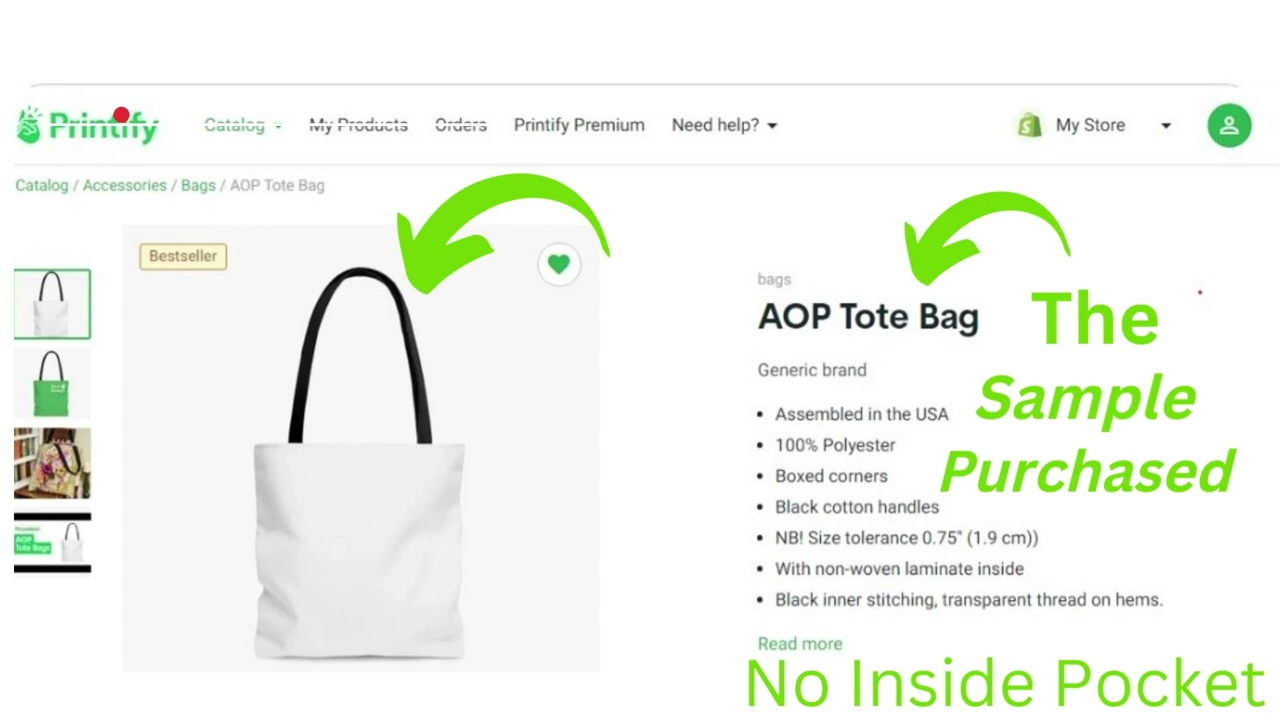 Printify
Catalog My Products Orders Printify Premium Need help? My Store
Catalog / Accessories / Bags / AOP Tote Bag
Bestseller
bags
AOP Tote Bag
The
Sample
Purchased
Generic brand
• Assembled in the USA
• 100% Polyester
• Boxed corners
• Black cotton handles
• NB! Size tolerance 0.75" (1.9 cm))
• With non-woven laminate inside
• Black inner stitching, transparent thread on hems.
Read more
No Inside Pocket
AOP
Tote Bags